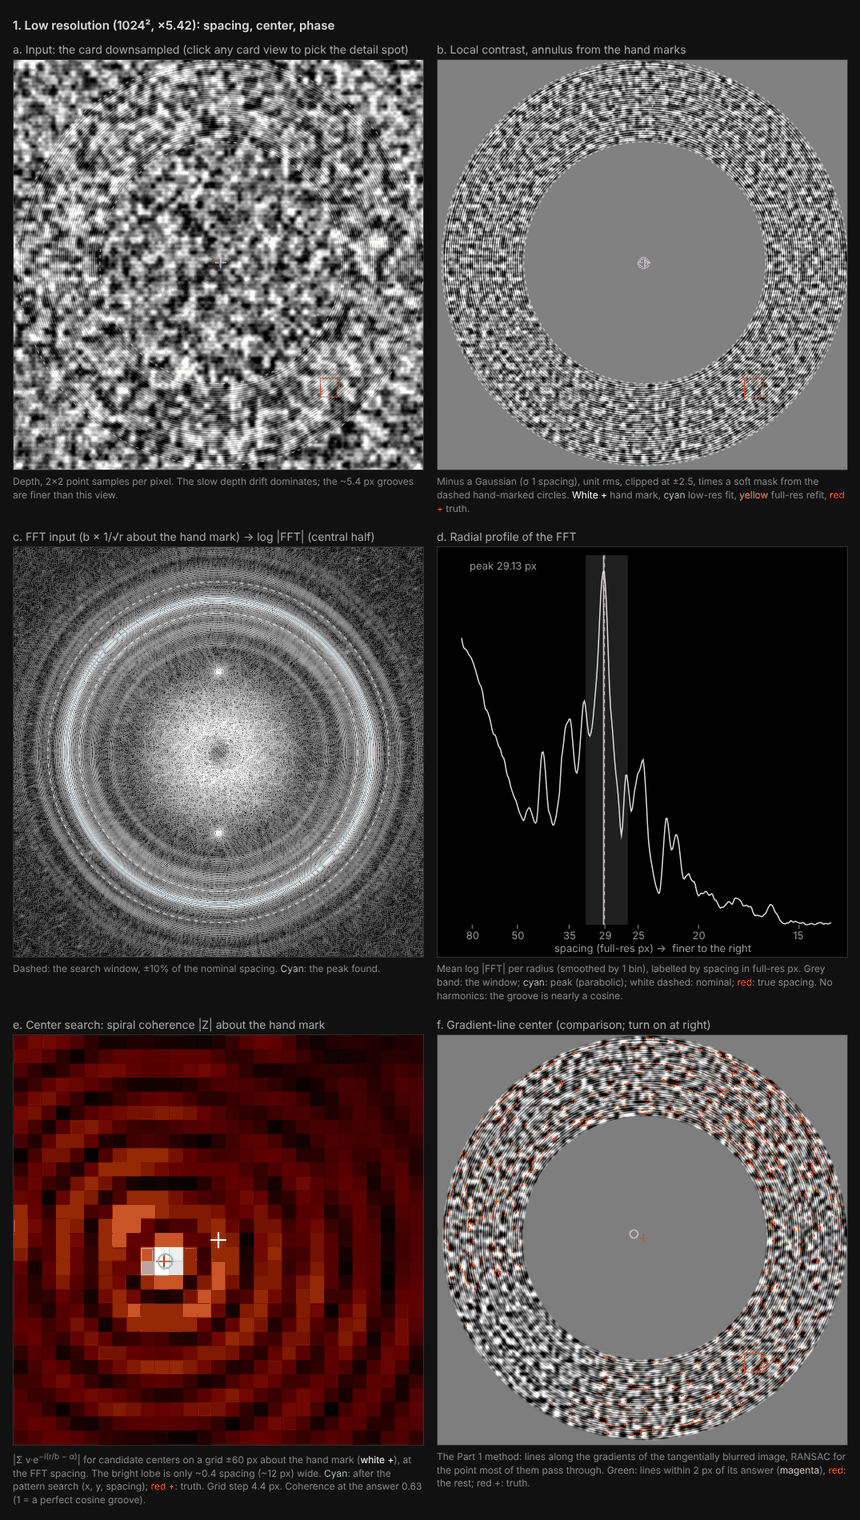 1. Low resolution (1024², ×5.42): spacing, center, phase
a. Input: the card downsampled (click any card view to pick the detail spot)
Depth, 2×2 point samples per pixel. The slow depth drift dominates; the ~5.4 px grooves
are finer than this view.
b. Local contrast, annulus from the hand marks
Minus a Gaussian (σ 1 spacing), unit rms, clipped at ±2.5, times a soft mask from the
dashed hand-marked circles. White + hand mark, cyan low-res fit, yellow full-res refit, red
+ truth.
c. FFT input (b × 1/√r about the hand mark) → log |FFT| (central half)
Dashed: the search window, ±10% of the nominal spacing. Cyan: the peak found.
d. Radial profile of the FFT
peak 29.13 px
80 50 35 29 25 20 15
spacing (full-res px) → finer to the right
Mean log |FFT| per radius (smoothed by 1 bin), labelled by spacing in full-res px. Grey
band: the window; cyan: peak (parabolic); white dashed: nominal; red: true spacing. No
harmonics: the groove is nearly a cosine.
e. Center search: spiral coherence |Z| about the hand mark
|Σ v·e^−i(r/b − α)| for candidate centers on a grid ±60 px about the hand mark (white +), at
the FFT spacing. The bright lobe is only ~0.4 spacing (~12 px) wide. Cyan: after the
pattern search (x, y, spacing); red +: truth. Grid step 4.4 px. Coherence at the answer 0.63
(1 = a perfect cosine groove).
f. Gradient-line center (comparison; turn on at right)
The Part 1 method: lines along the gradients of the tangentially blurred image, RANSAC for
the point most of them pass through. Green: lines within 2 px of its answer (magenta), red:
the rest; red +: truth.